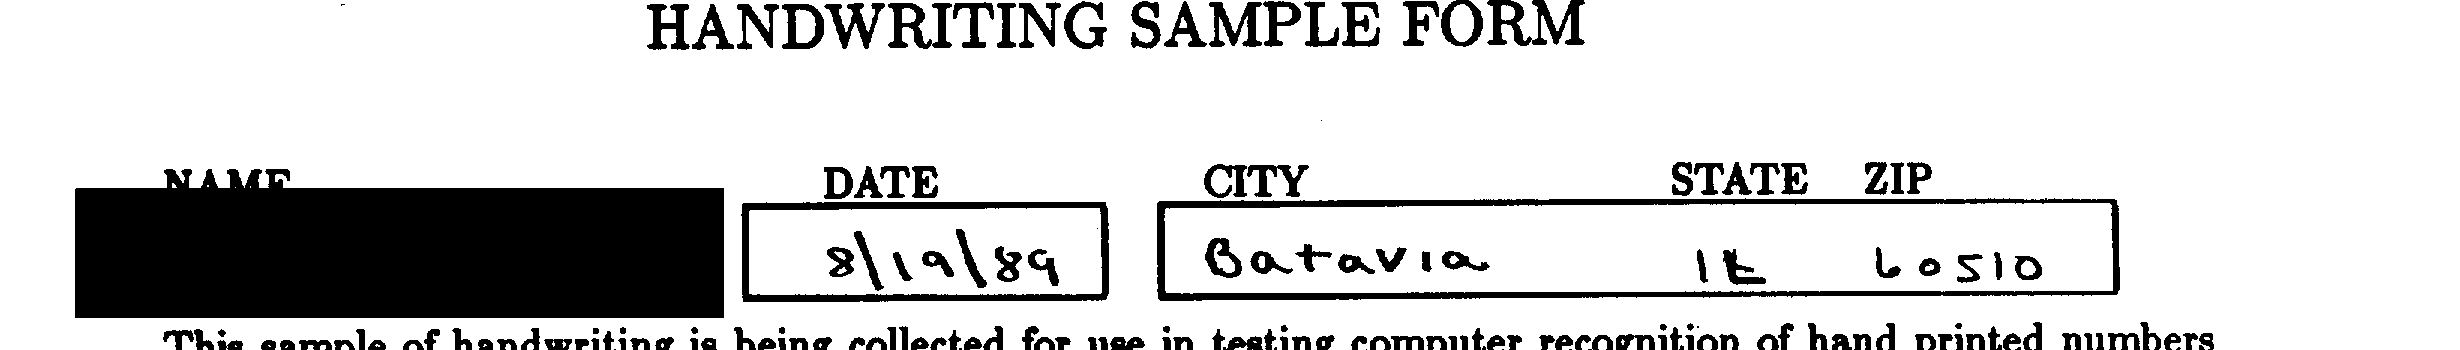 HANDWRITING SAMPLE FORM
NAME DATE CITY STATE ZIP
8/19/89 Batavia IL 60510
This sample of handwriting is being collected for use in testing computer recognition of hand printed numbers